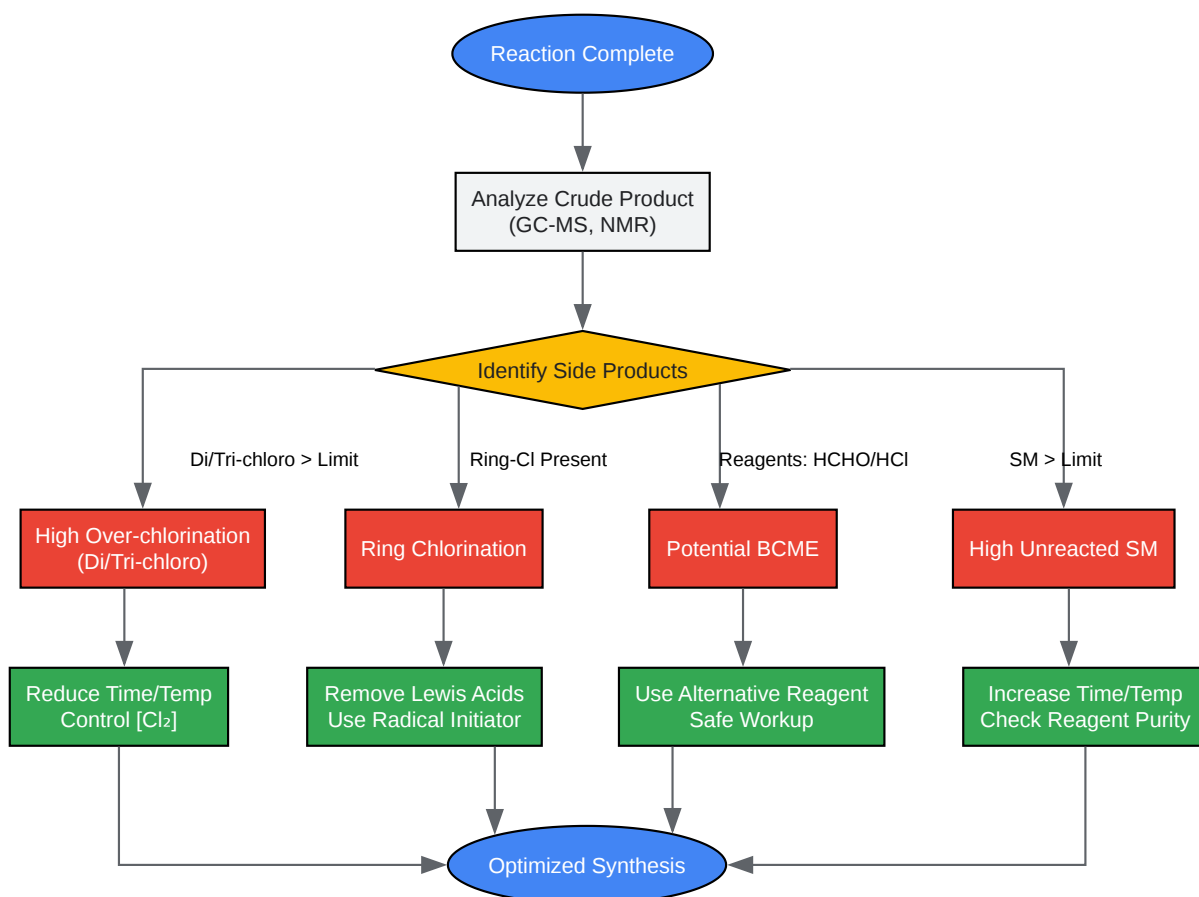 Reaction Complete
Analyze Crude Product
(GC-MS, NMR)
Identify Side Products
Di/Tri-chloro > Limit
Ring-Cl Present
Reagents: HCHO/HCl
SM > Limit
High Over-chlorination
(Di/Tri-chloro)
Ring Chlorination
Potential BCME
High Unreacted SM
Reduce Time/Temp
Control [Cl₂]
Remove Lewis Acids
Use Radical Initiator
Use Alternative Reagent
Safe Workup
Increase Time/Temp
Check Reagent Purity
Optimized Synthesis